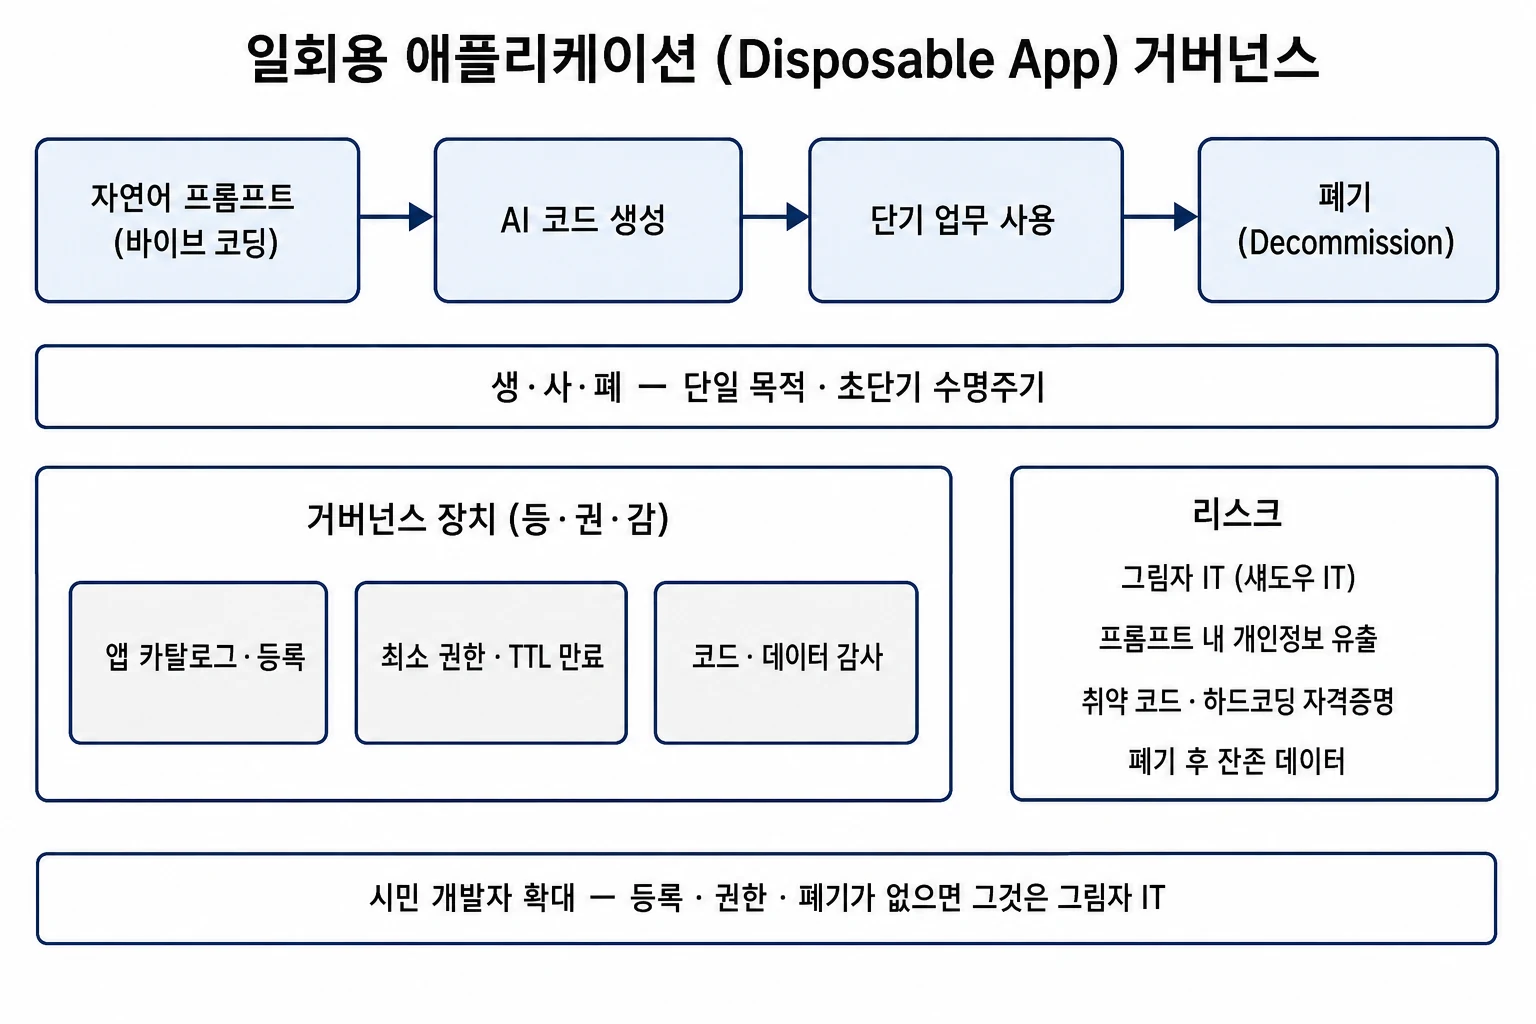 일회용 애플리케이션 (Disposable App) 거버넌스
자연어 프롬프트
(바이브 코딩)
AI 코드 생성
단기 업무 사용
폐기
(Decommission)
생·사·폐 — 단일 목적 · 초단기 수명주기
거버넌스 장치 (등·권·감)
앱 카탈로그·등록
최소 권한·TTL 만료
코드·데이터 감사
리스크
그림자 IT (섀도우 IT)
프롬프트 내 개인정보 유출
취약 코드·하드코딩 자격증명
폐기 후 잔존 데이터
시민 개발자 확대 — 등록 · 권한 · 폐기가 없으면 그것은 그림자 IT